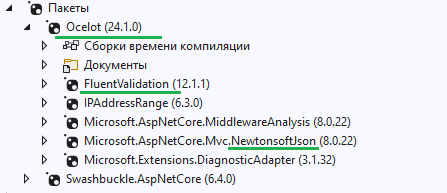 Пакеты
Ocelot (24.1.0)
Сборки времени компиляции
Документы
FluentValidation (12.1.1)
IPAddressRange (6.3.0)
Microsoft.AspNetCore.MiddlewareAnalysis (8.0.22)
Microsoft.AspNetCore.Mvc.NewtonsoftJson (8.0.22)
Microsoft.Extensions.DiagnosticAdapter (3.1.32)
Swashbuckle.AspNetCore (6.4.0)